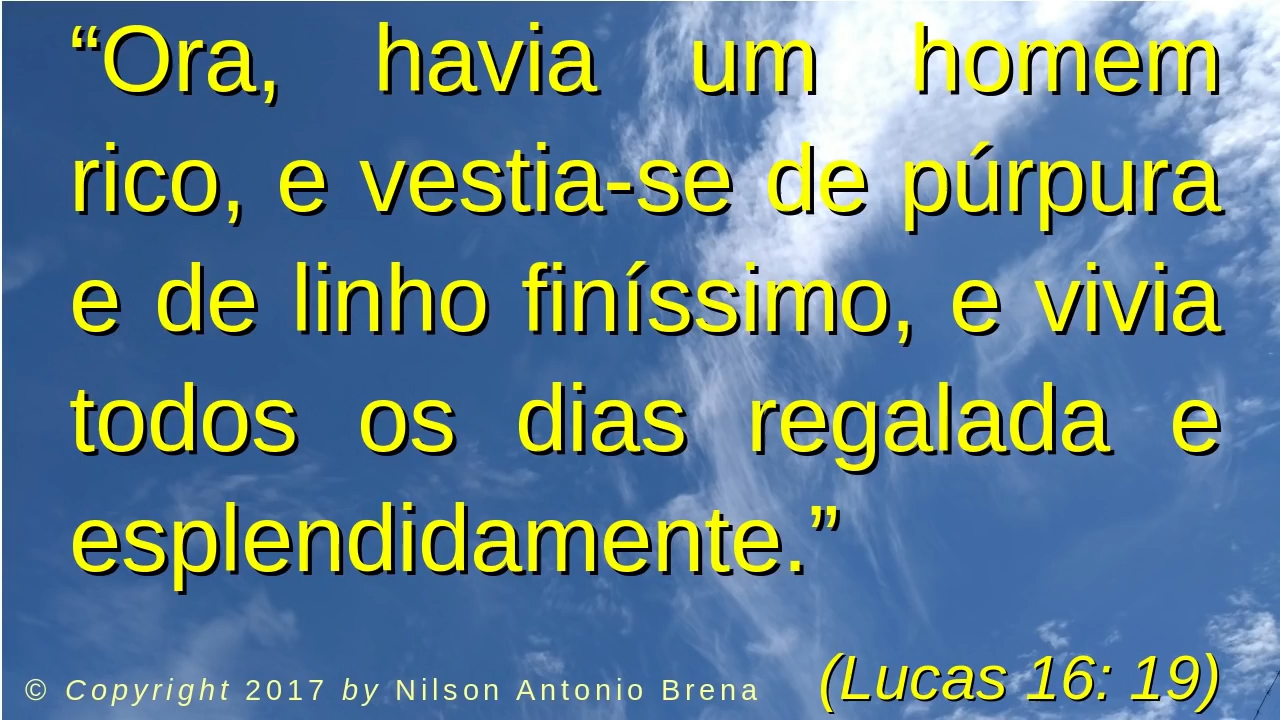 “Ora, havia um homem
rico, e vestia-se de púrpura
e de linho finíssimo, e vivia
todos os dias regalada e
esplendidamente.”
(Lucas 16: 19)
© Copyright 2017 by Nilson Antonio Brena